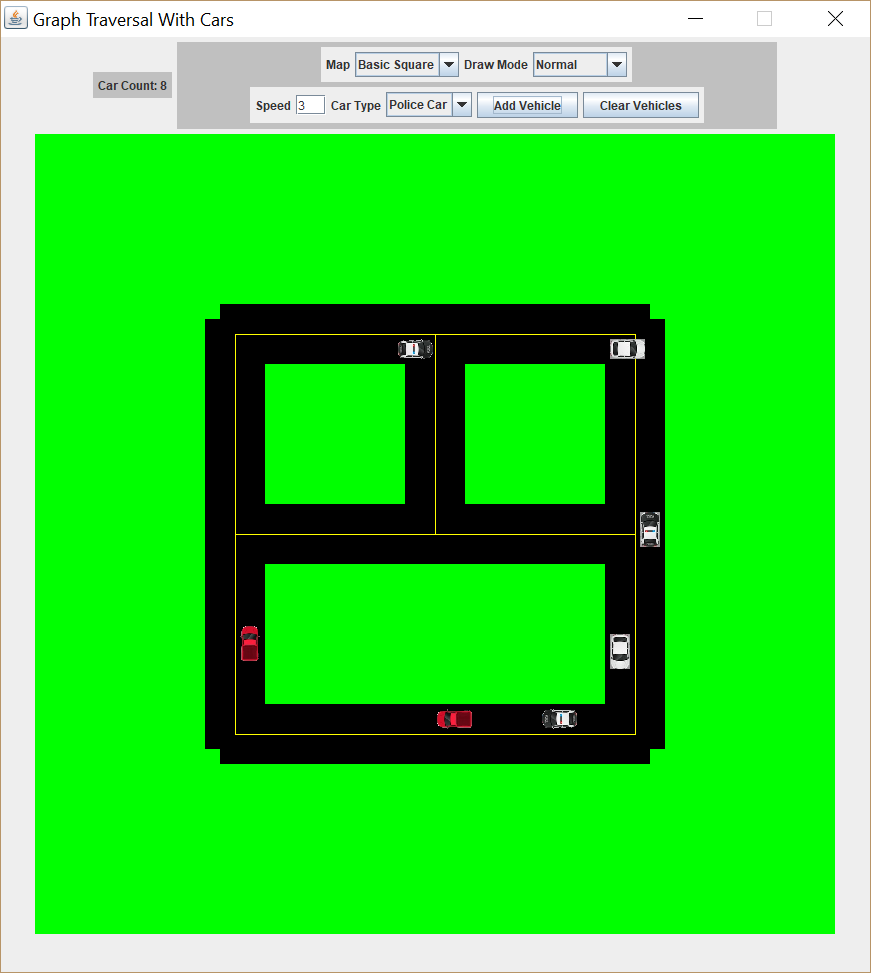 Graph Traversal With Cars
Map Basic Square Draw Mode Normal
Car Count: 8
Speed 3 Car Type Police Car Add Vehicle Clear Vehicles